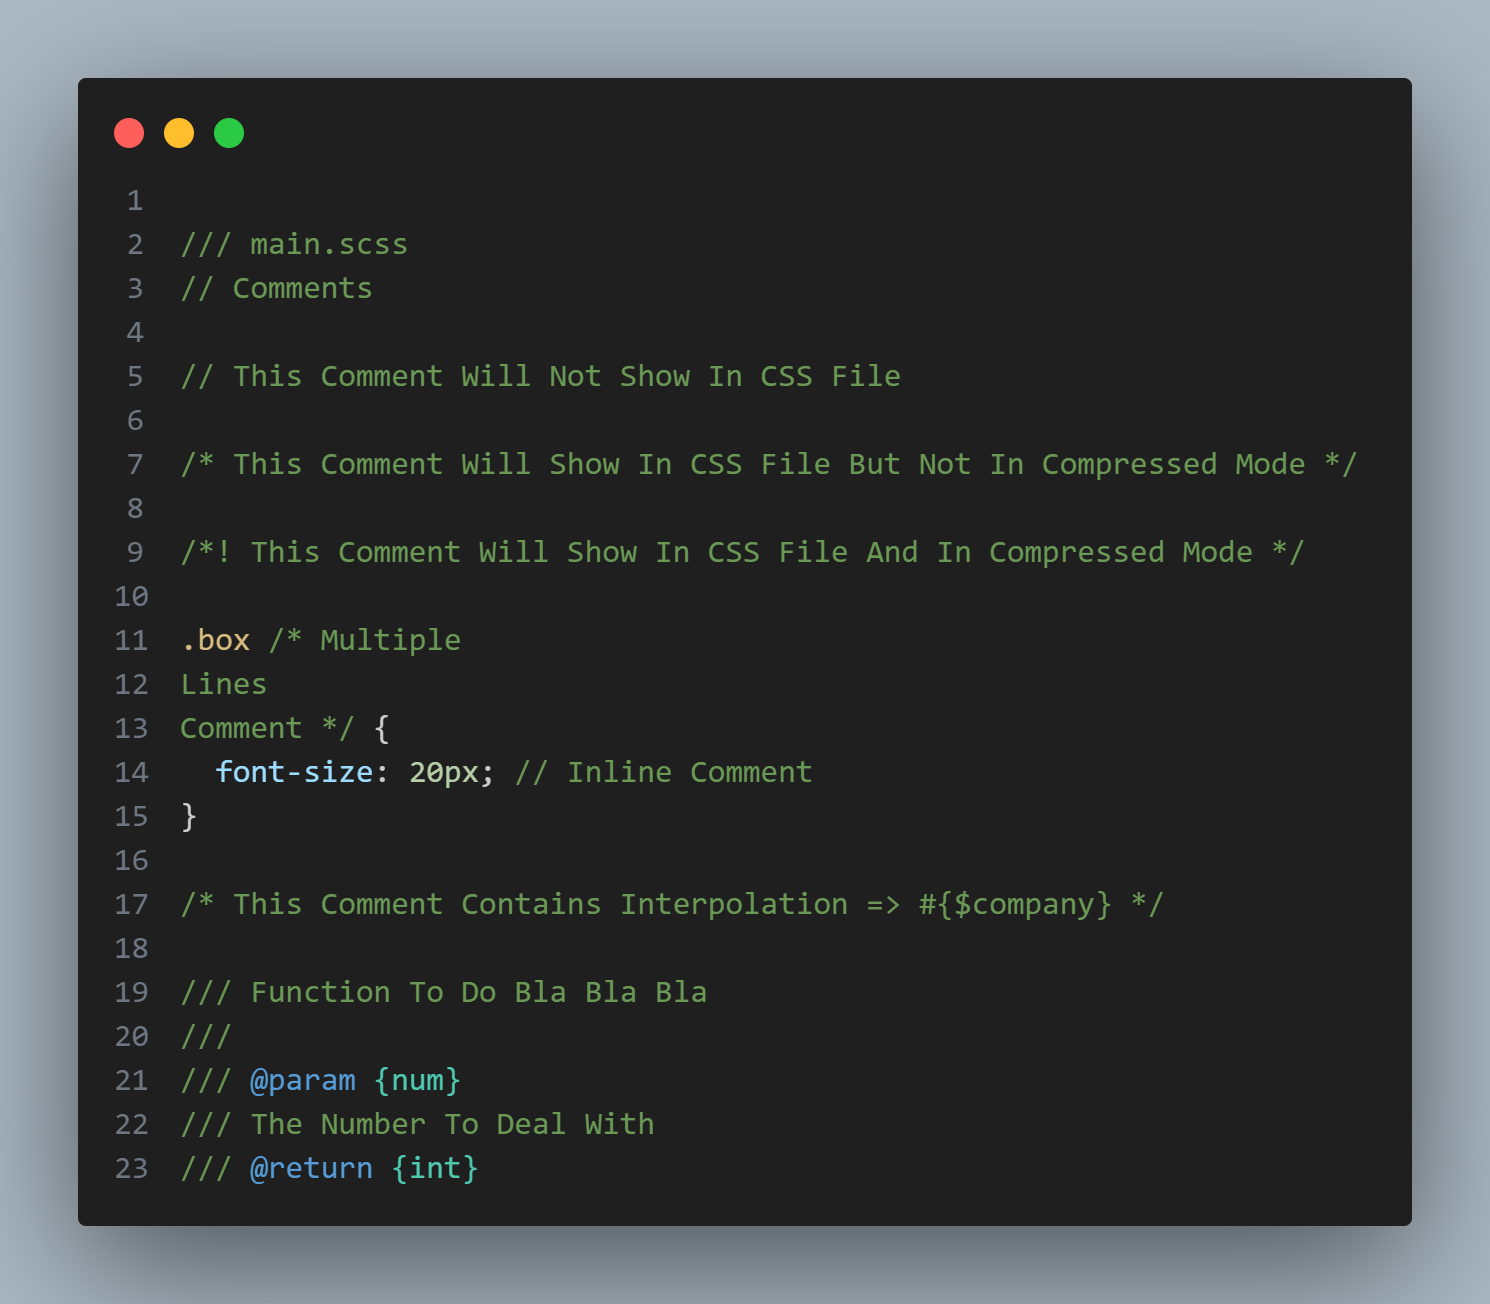 1
2 /// main.scss
3 // Comments
4
5 // This Comment Will Not Show In CSS File
6
7 /* This Comment Will Show In CSS File But Not In Compressed Mode */
8
9 /*! This Comment Will Show In CSS File And In Compressed Mode */
10
11 .box /* Multiple
12 Lines
13 Comment */ {
14   font-size: 20px; // Inline Comment
15 }
16
17 /* This Comment Contains Interpolation => #{$company} */
18
19 /// Function To Do Bla Bla Bla
20 ///
21 /// @param {num}
22 /// The Number To Deal With
23 /// @return {int}